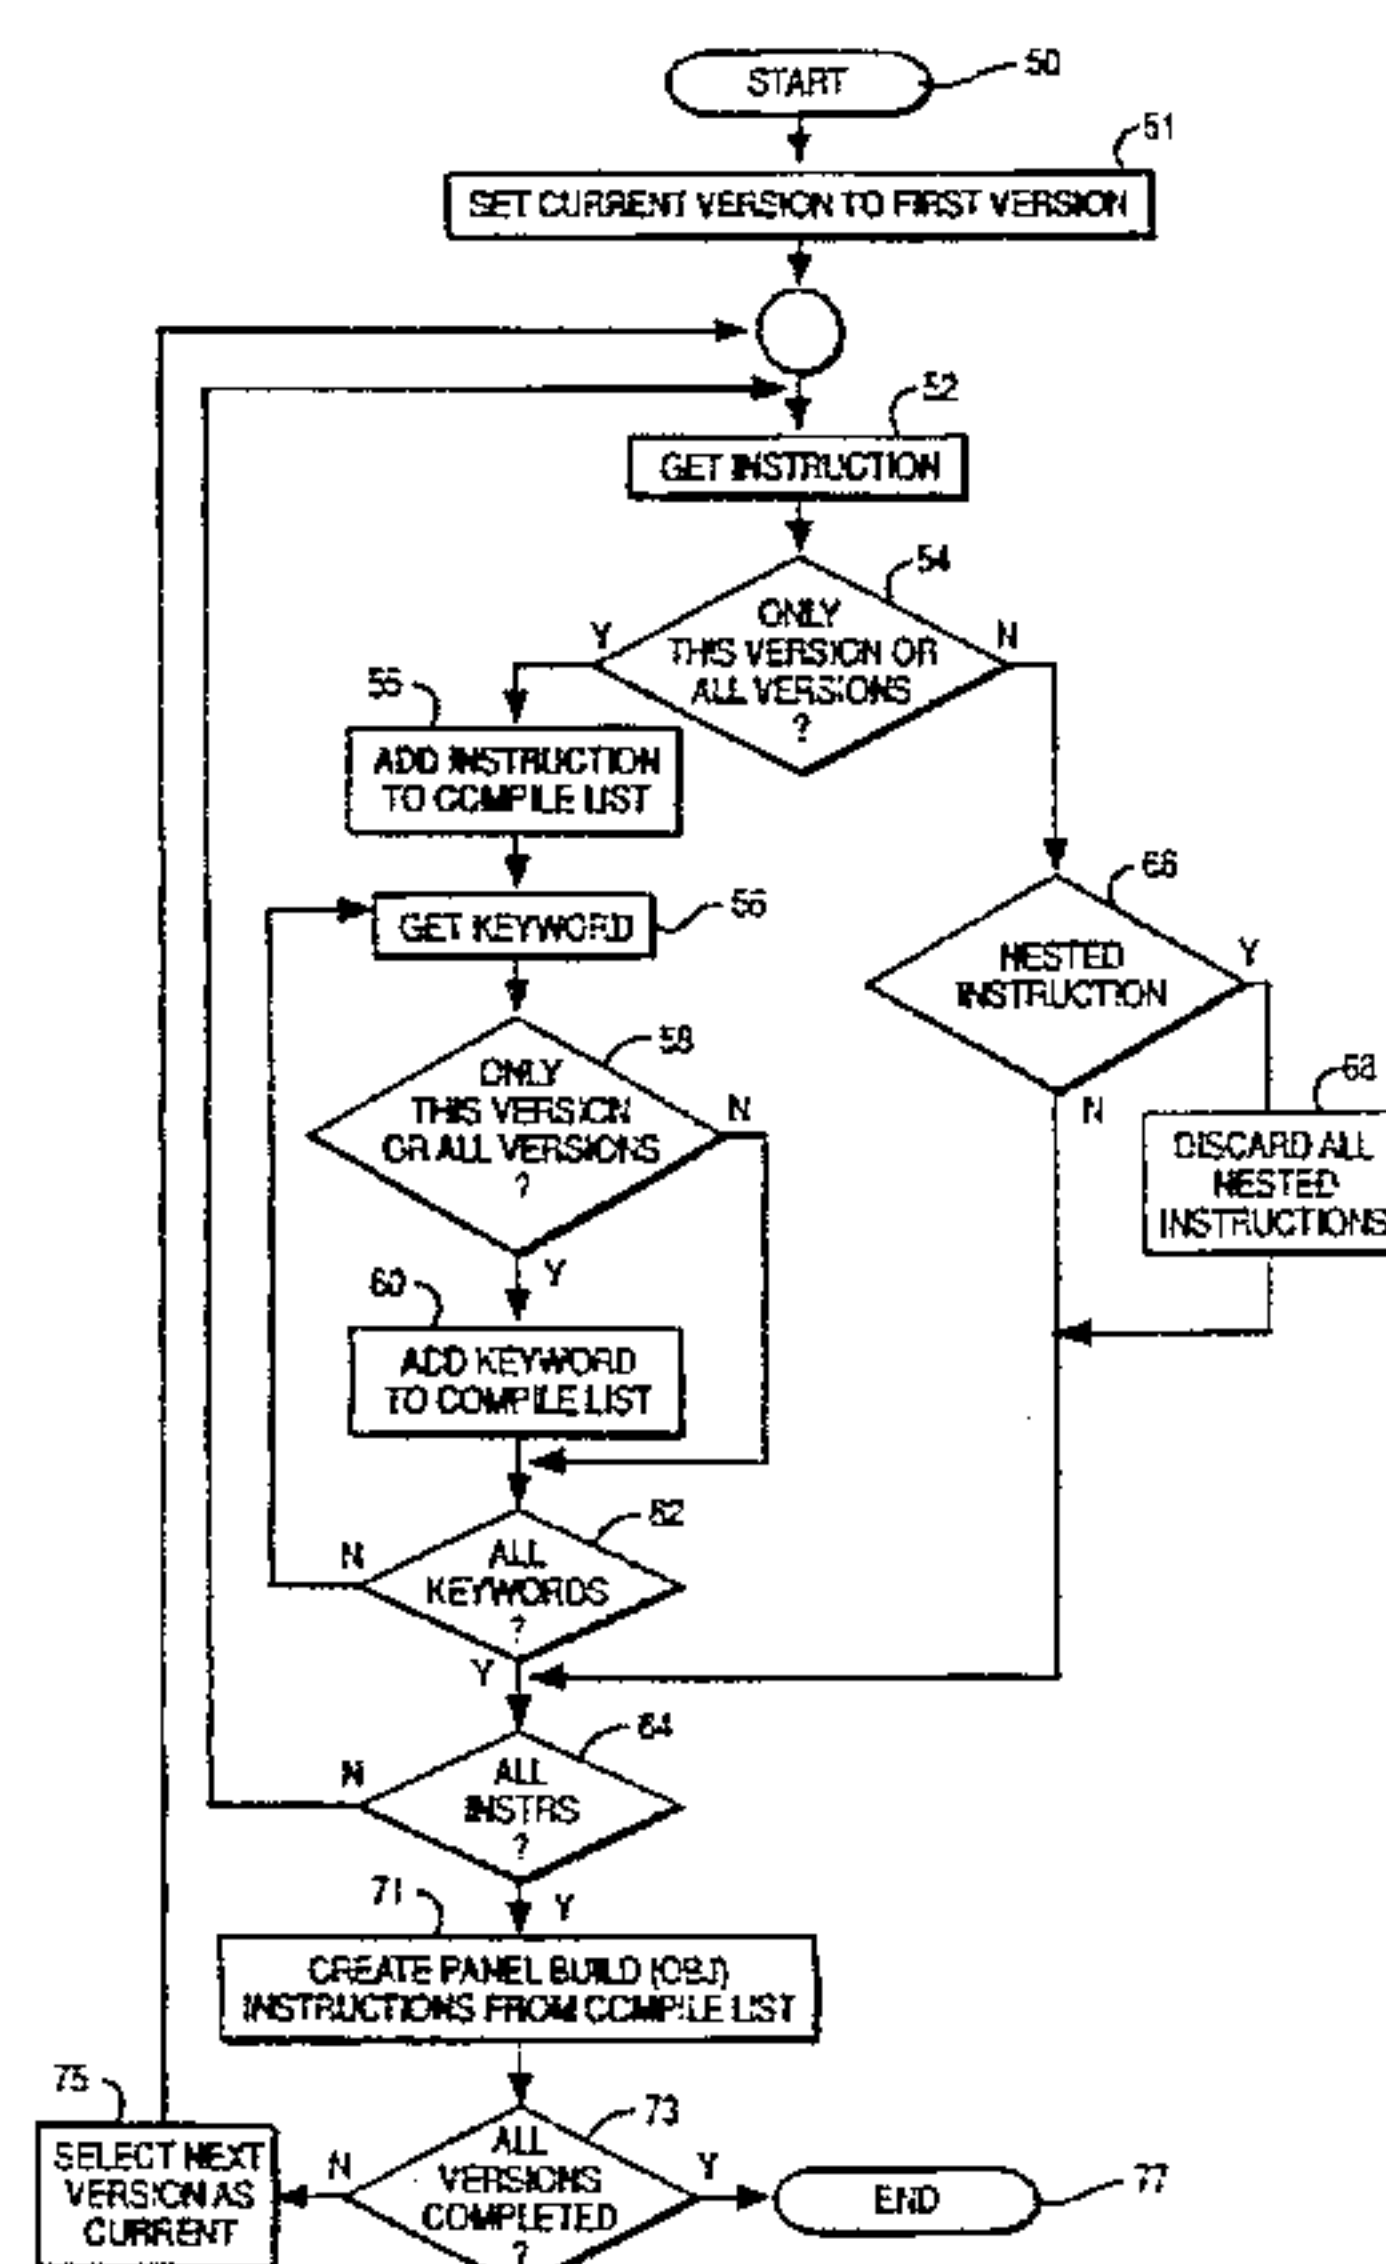 START
50
51
SET CURRENT VERSION TO FIRST VERSION
52
GET INSTRUCTION
54
ONLY
THIS VERSION OR
ALL VERSIONS
?
Y
N
55
ADD INSTRUCTION
TO COMPILE LIST
66
GET KEYWORD
56
NESTED
INSTRUCTION
Y
N
58
ONLY
THIS VERSION
OR ALL VERSIONS
?
N
Y
68
DISCARD ALL
NESTED
INSTRUCTIONS
60
ADD KEYWORD
TO COMPILE LIST
62
ALL
KEYWORDS
?
N
Y
64
ALL
INSTRS
?
N
Y
71
CREATE PANEL BUILD (OBJ)
INSTRUCTIONS FROM COMPILE LIST
75
SELECT NEXT
VERSION AS
CURRENT
73
ALL
VERSIONS
COMPLETED
?
N
Y
END
77